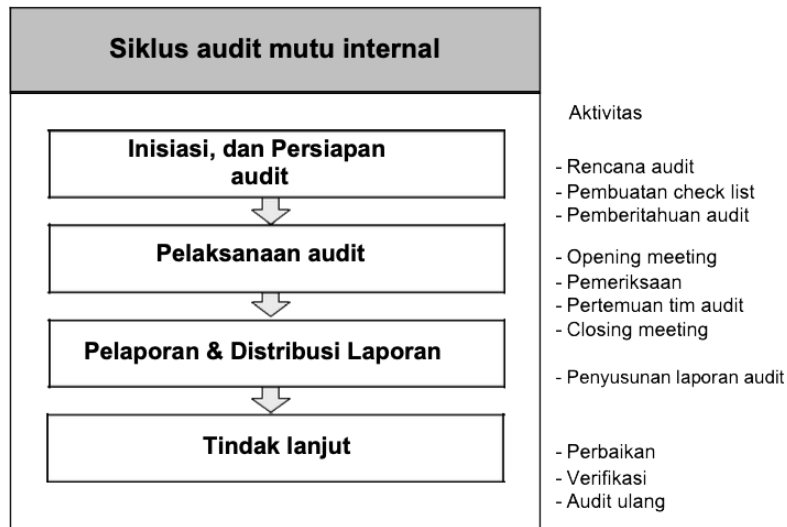 Siklus audit mutu internal
Aktivitas
Inisiasi, dan Persiapan
audit
- Rencana audit
- Pembuatan check list
- Pemberitahuan audit
Pelaksanaan audit
- Opening meeting
- Pemeriksaan
- Pertemuan tim audit
- Closing meeting
Pelaporan & Distribusi Laporan
- Penyusunan laporan audit
Tindak lanjut
- Perbaikan
- Verifikasi
- Audit ulang